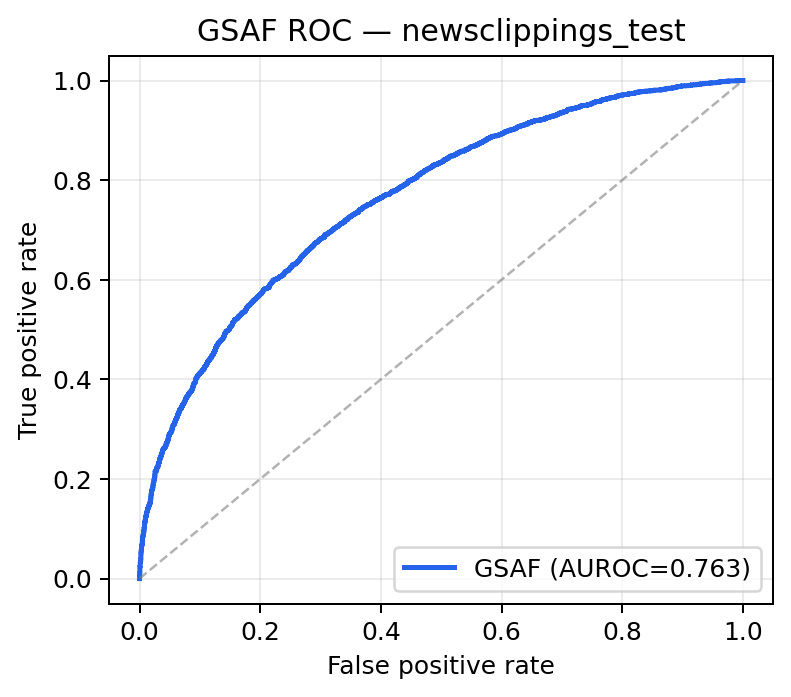 GSAF ROC — newsclippings_test
True positive rate
1.0
0.8
0.6
0.4
0.2
0.0
GSAF (AUROC=0.763)
0.0 0.2 0.4 0.6 0.8 1.0
False positive rate